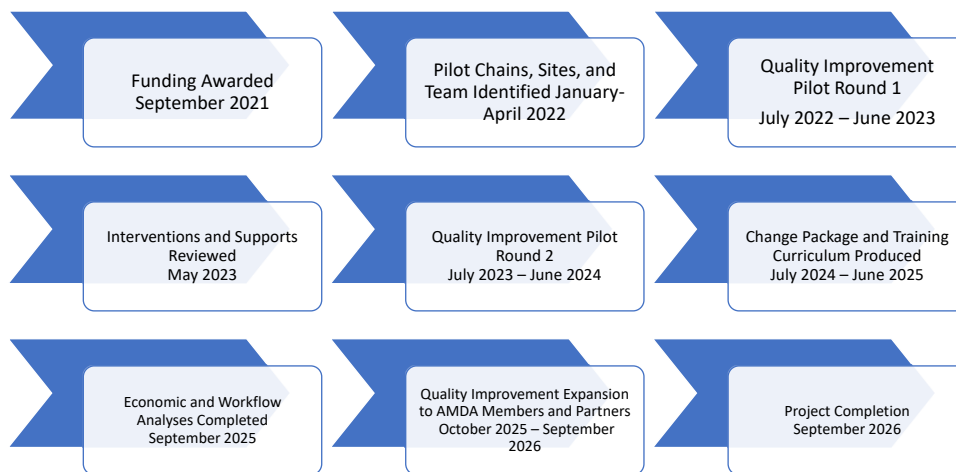 Funding Awarded
September 2021
Pilot Chains, Sites, and
Team Identified January-
April 2022
Quality Improvement
Pilot Round 1
July 2022 – June 2023
Interventions and Supports
Reviewed
May 2023
Quality Improvement Pilot
Round 2
July 2023 – June 2024
Change Package and Training
Curriculum Produced
July 2024 – June 2025
Economic and Workflow
Analyses Completed
September 2025
Quality Improvement Expansion
to AMDA Members and Partners
October 2025 – September
2026
Project Completion
September 2026